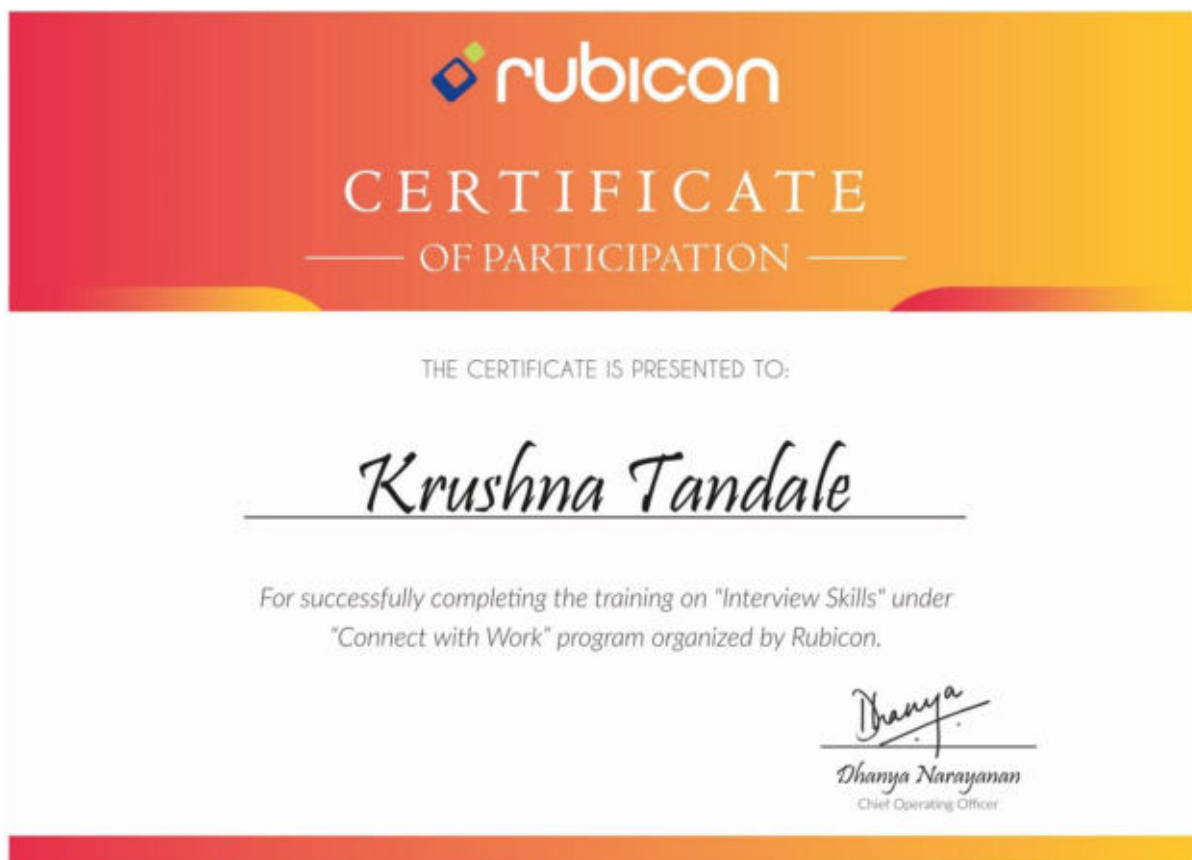 rubicon
CERTIFICATE
OF PARTICIPATION
THE CERTIFICATE IS PRESENTED TO:
Krushna Tandale
For successfully completing the training on "Interview Skills" under
"Connect with Work" program organized by Rubicon.
Dhanya
Dhanya Narayanan
Chief Operating Officer